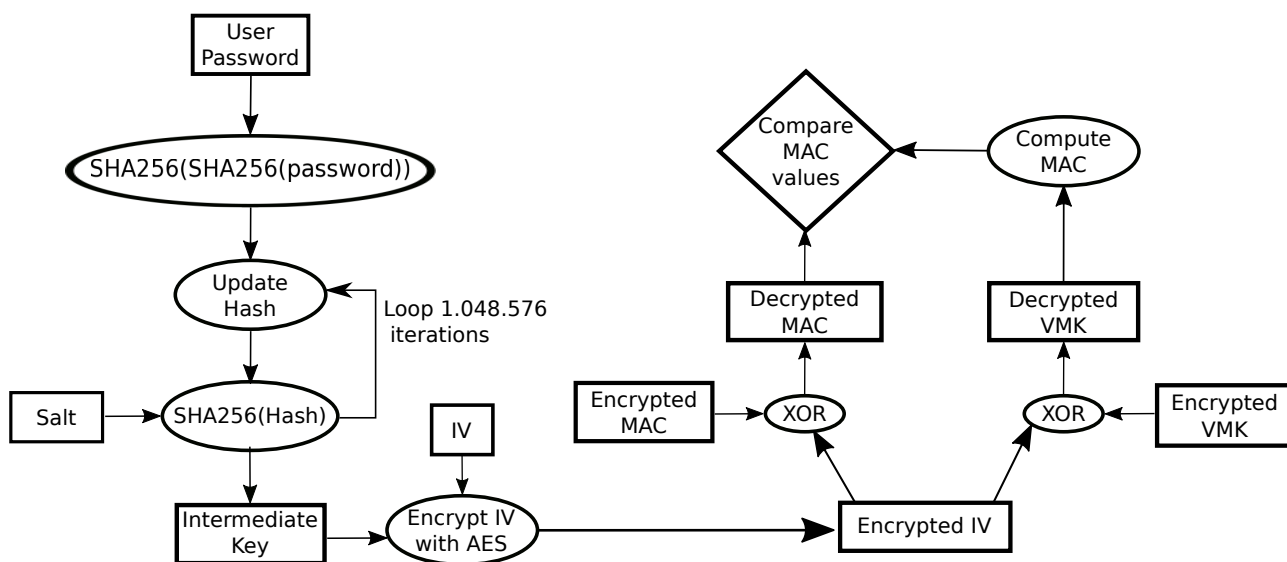 User
Password
SHA256(SHA256(password))
Update
Hash
Loop 1.048.576
iterations
Salt
SHA256(Hash)
Intermediate
Key
IV
Encrypt IV
with AES
Encrypted IV
Encrypted
MAC
XOR
Decrypted
MAC
Compare
MAC
values
Compute
MAC
Decrypted
VMK
XOR
Encrypted
VMK